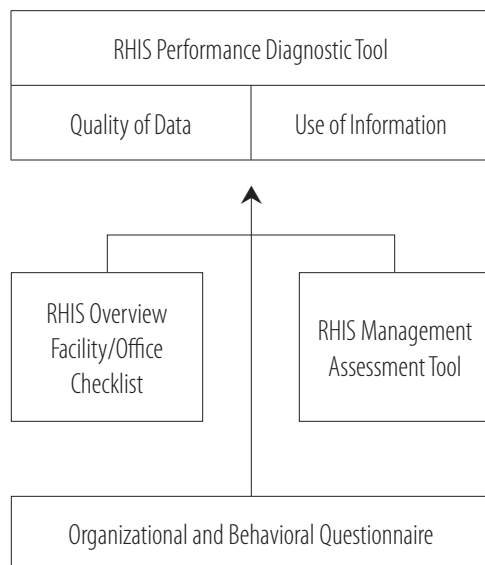 RHIS Performance Diagnostic Tool
Quality of Data
Use of Information
RHIS Overview
Facility/Office
Checklist
RHIS Management
Assessment Tool
Organizational and Behavioral Questionnaire